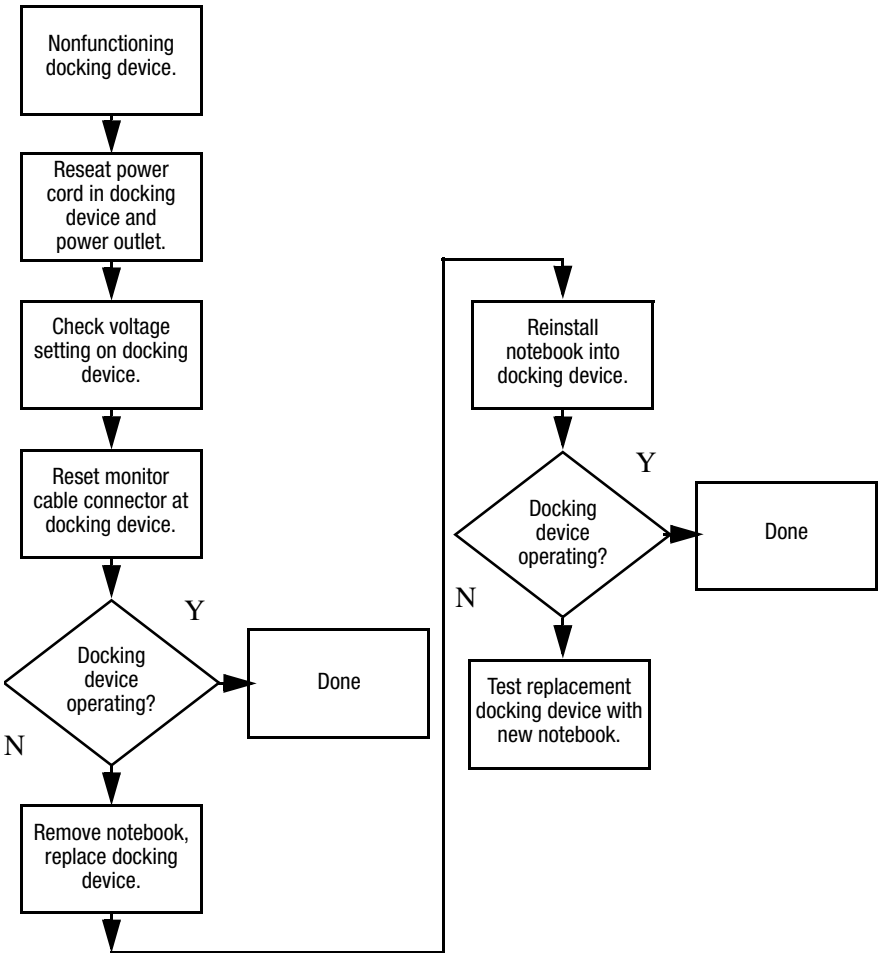 Nonfunctioning
docking device.
Reseat power
cord in docking
device and
power outlet.
Check voltage
setting on docking
device.
Reset monitor
cable connector at
docking device.
Docking
device
operating?
Y
N
Done
Remove notebook,
replace docking
device.
Reinstall
notebook into
docking device.
Docking
device
operating?
Y
N
Done
Test replacement
docking device with
new notebook.